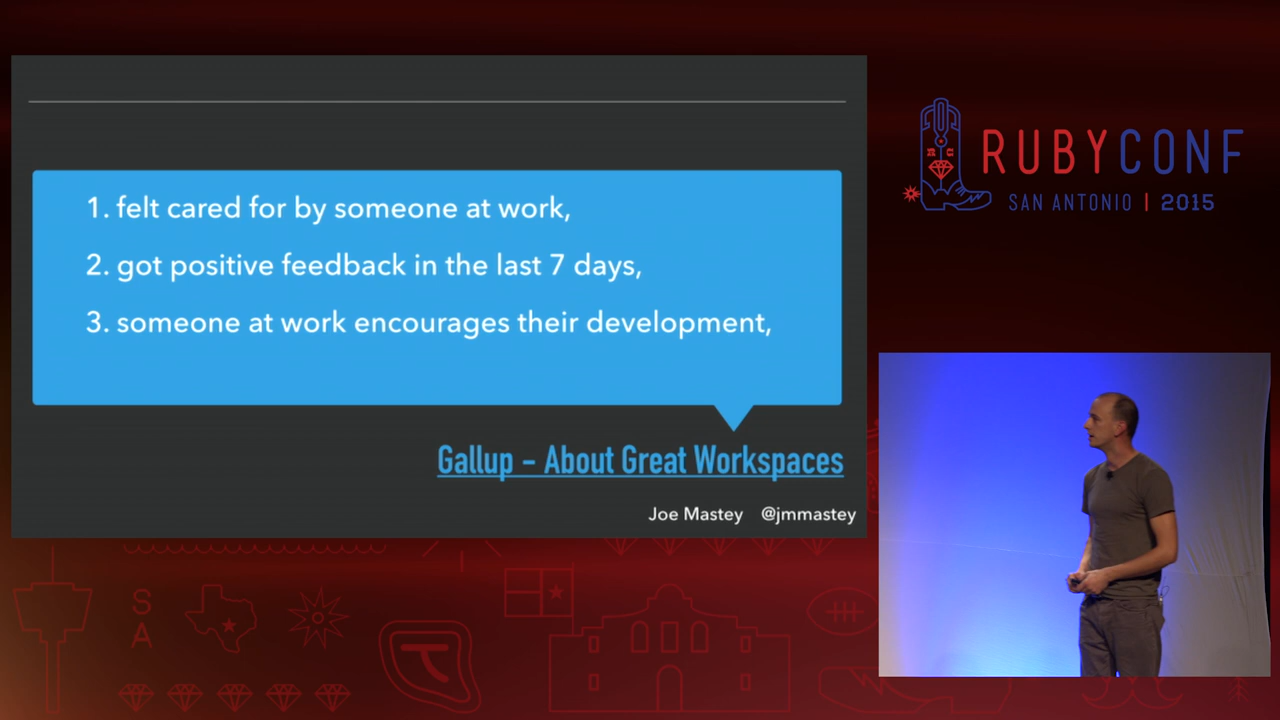 1. felt cared for by someone at work,
2. got positive feedback in the last 7 days,
3. someone at work encourages their development,
Gallup – About Great Workspaces
Joe Mastey @jmmastey
RUBYCONF
SAN ANTONIO | 2015
S
A